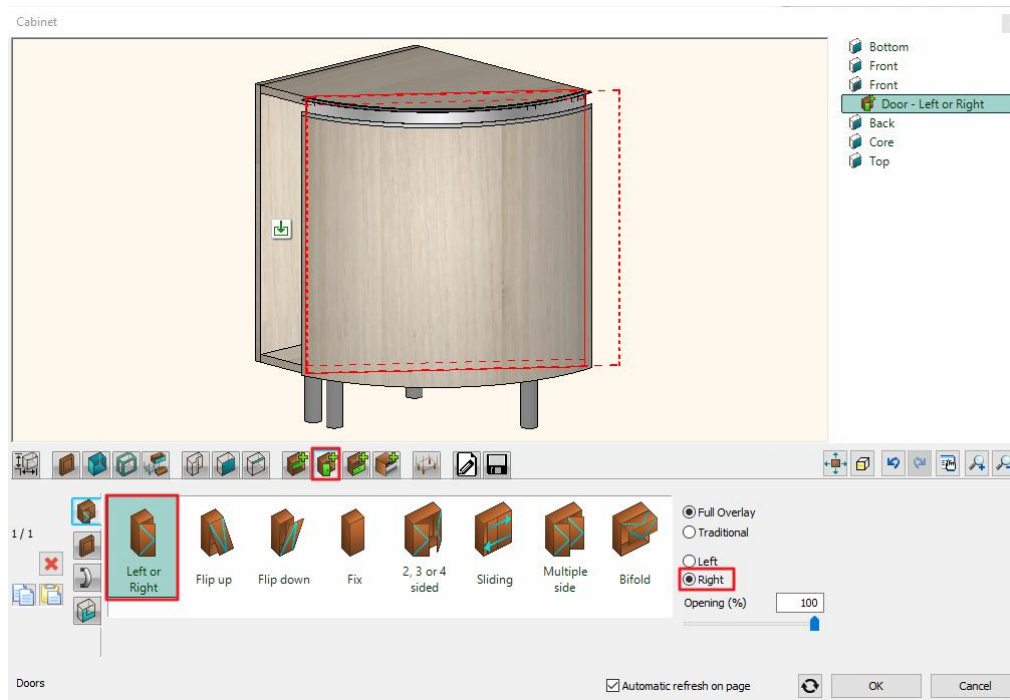 Cabinet
Bottom
Front
Front
Door - Left or Right
Back
Core
Top
1 / 1
Left or
Right
Flip up
Flip down
Fix
2, 3 or 4
sided
Sliding
Multiple
side
Bifold
Full Overlay
Traditional
Left
Right
Opening (%) 100
Doors
Automatic refresh on page
OK
Cancel